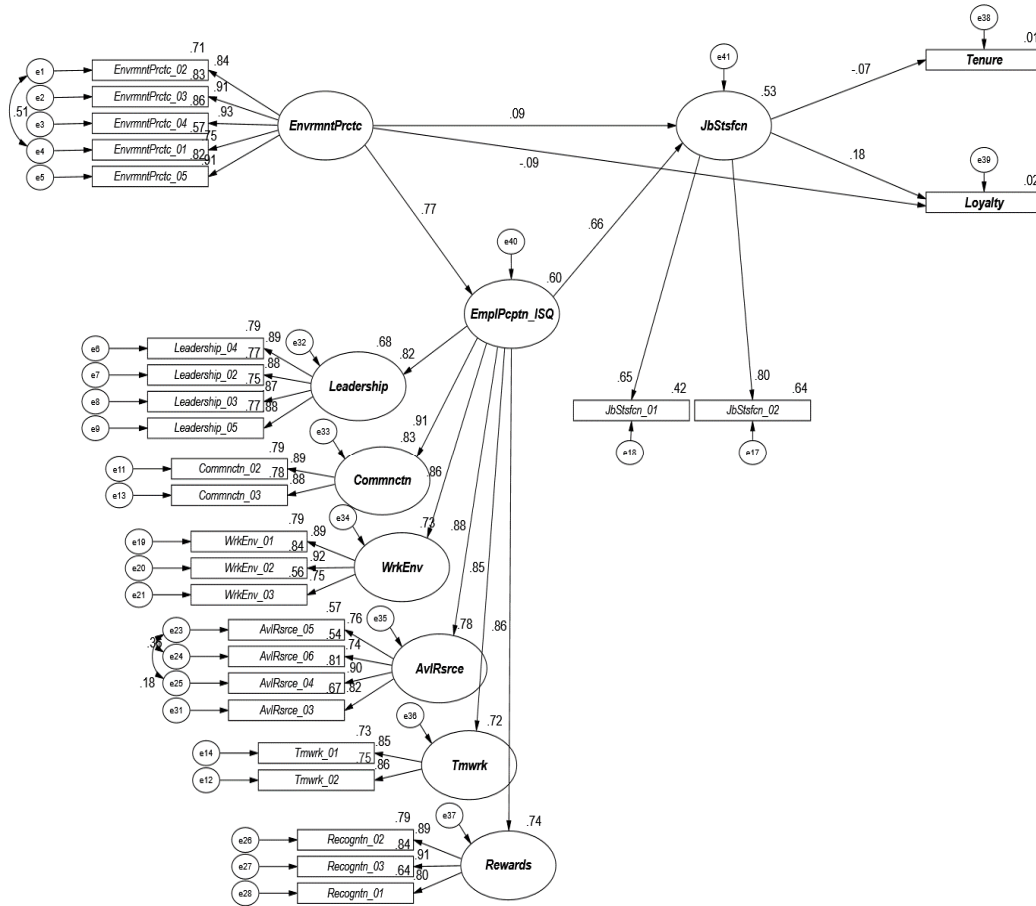 e38
.01
Tenure
.71
.84
e1
EnvrmntPrctc_02
.83
e41
-.07
.91
e2
EnvrmntPrctc_03
.86
.53
.51
.93
e3
EnvrmntPrctc_04
.57
EnvrmntPrctc
.09
JbStsfcn
.75
e4
EnvrmntPrctc_01
.82
.18
e39
.91
e5
EnvrmntPrctc_05
-.09
.02
Loyalty
.77
.66
e40
.60
EmplPcptn_ISQ
.79
.89
e32
.68
.82
e6
Leadership_04
.77
.88
e7
Leadership_02
.75
Leadership
.87
e8
Leadership_03
.77
.88
e9
Leadership_05
.65
.42
.80
.64
JbStsfcn_01
JbStsfcn_02
e18
e17
.91
e33
.83
.79
.89
e11
Commnctn_02
.78
.88
Commnctn
.86
e13
Commnctn_03
.79
.89
e34
.73
.88
e19
WrkEnv_01
.84
.92
e20
WrkEnv_02
.56
.75
WrkEnv
.85
e21
WrkEnv_03
.57
.76
e35
.78
.86
e23
AvlRsrce_05
.54
.74
.35
e24
AvlRsrce_06
.81
.90
AvlRsrce
.18
e25
AvlRsrce_04
.67
.82
e31
AvlRsrce_03
e36
.72
.73
.85
e14
Tmwrk_01
.75
.86
Tmwrk
e12
Tmwrk_02
.79
.89
e37
.74
e26
Recogntn_02
.84
.91
e27
Recogntn_03
.64
.80
Rewards
e28
Recogntn_01